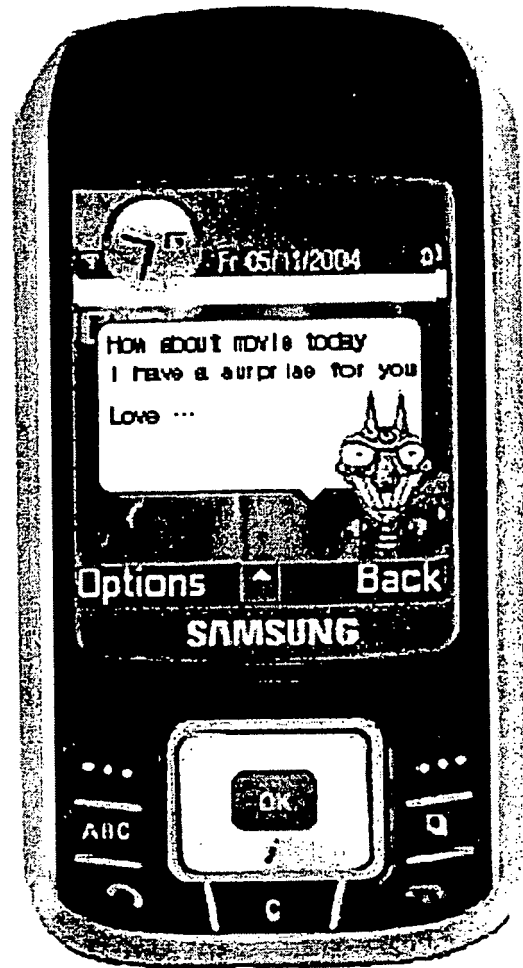 Fr 05/11/2004
How about movie today
I have a surprise for you
Love ...
Options Back
SAMSUNG
OK
ABC
C